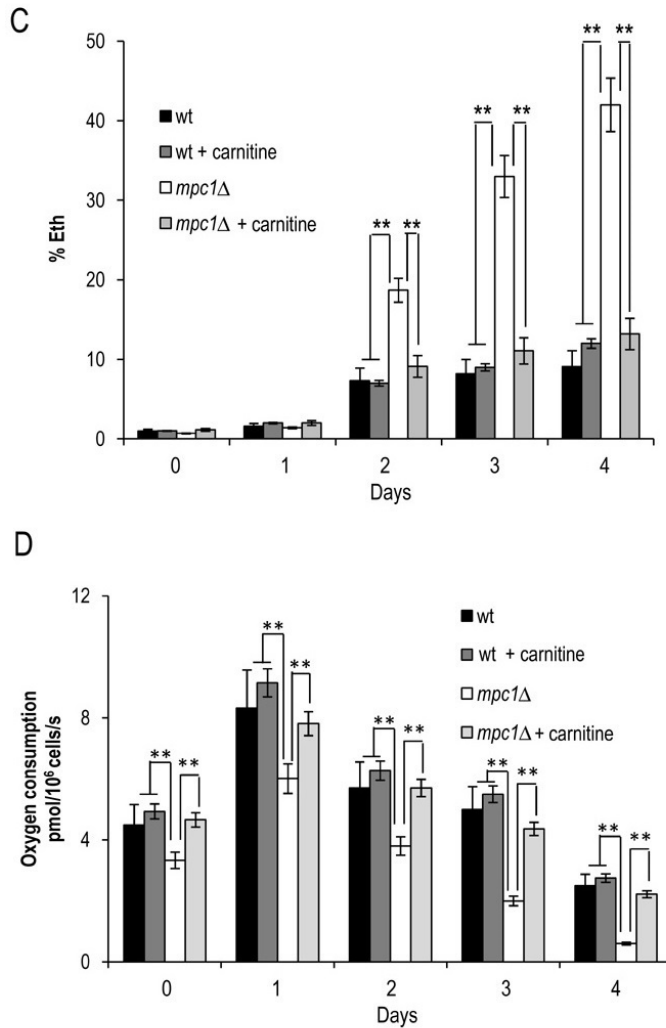 C
50
40
30
20
10
0
% Eth
wt
wt + carnitine
mpc1Δ
mpc1Δ + carnitine
** **
** **
** **
0 1 2 3 4
Days
D
12
8
4
0
Oxygen consumption
pmol/10⁶ cells/s
wt
wt + carnitine
mpc1Δ
mpc1Δ + carnitine
** **
** **
** **
** **
** **
0 1 2 3 4
Days